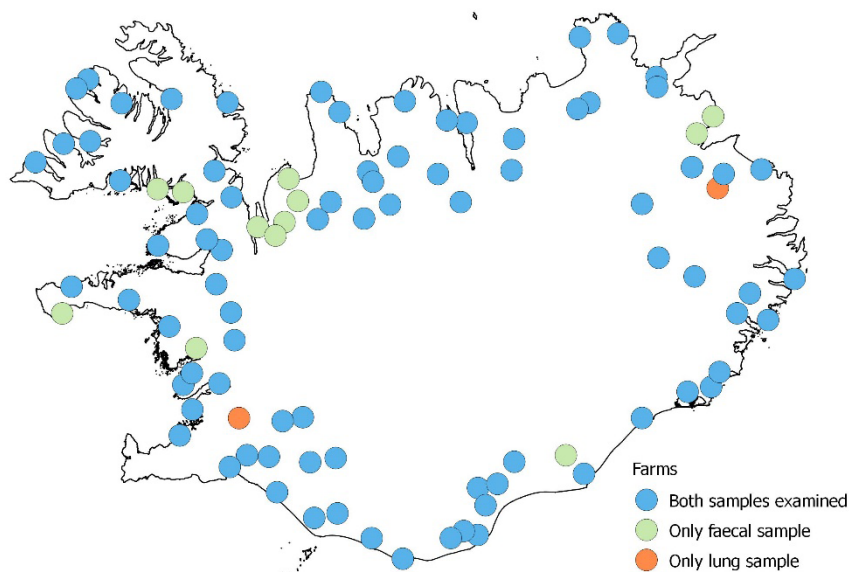 Farms
Both samples examined
Only faecal sample
Only lung sample